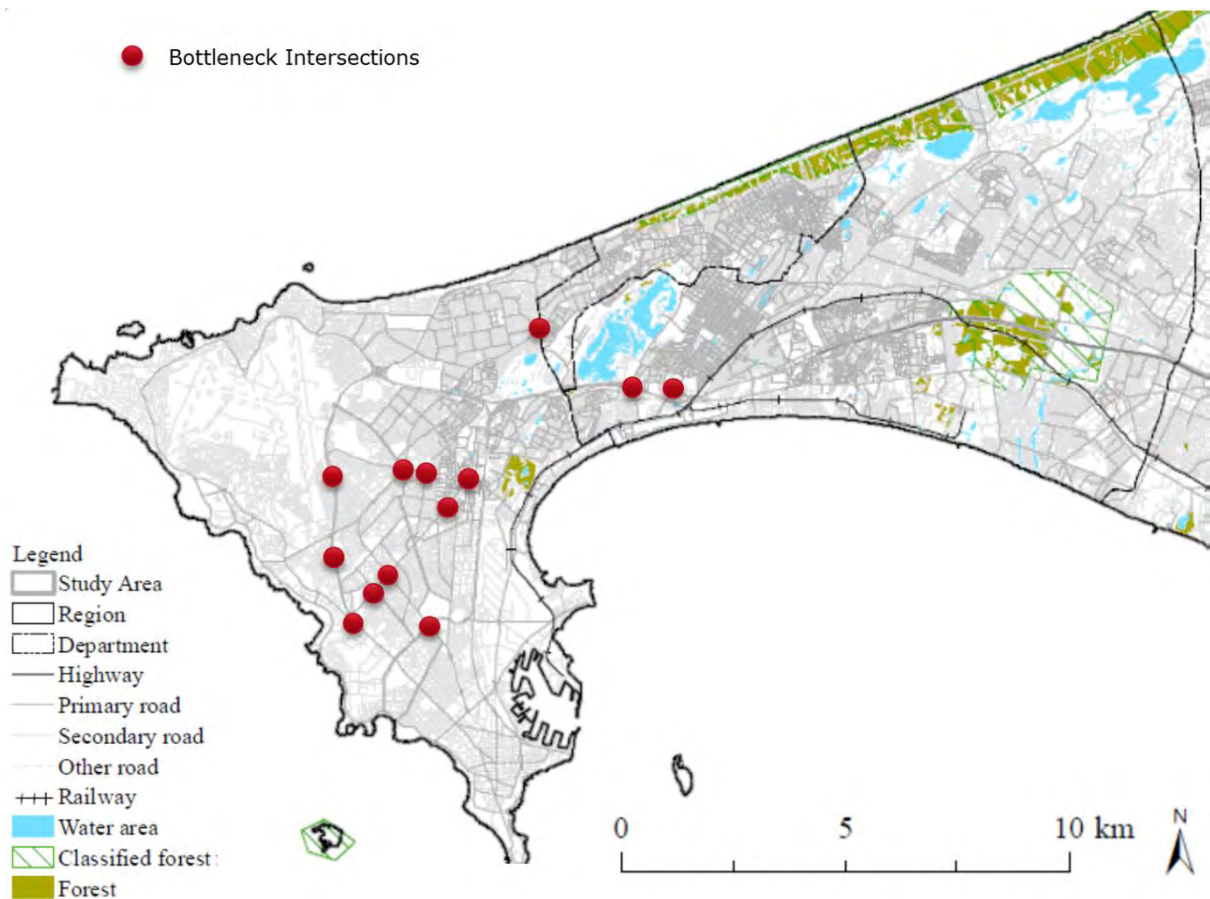 Bottleneck Intersections
Legend
Study Area
Region
Department
Highway
Primary road
Secondary road
Other road
Railway
Water area
Classified forest :
Forest
0 5 10 km
N